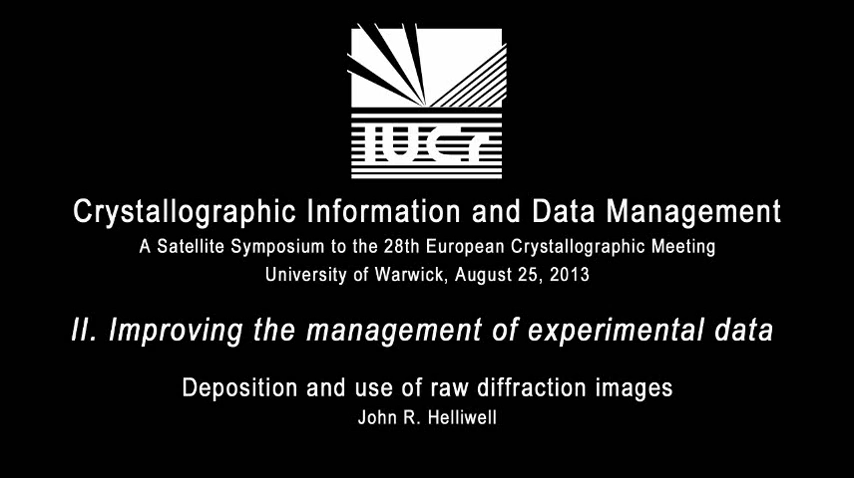 IUCr
Crystallographic Information and Data Management
A Satellite Symposium to the 28th European Crystallographic Meeting
University of Warwick, August 25, 2013
II. Improving the management of experimental data
Deposition and use of raw diffraction images
John R. Helliwell